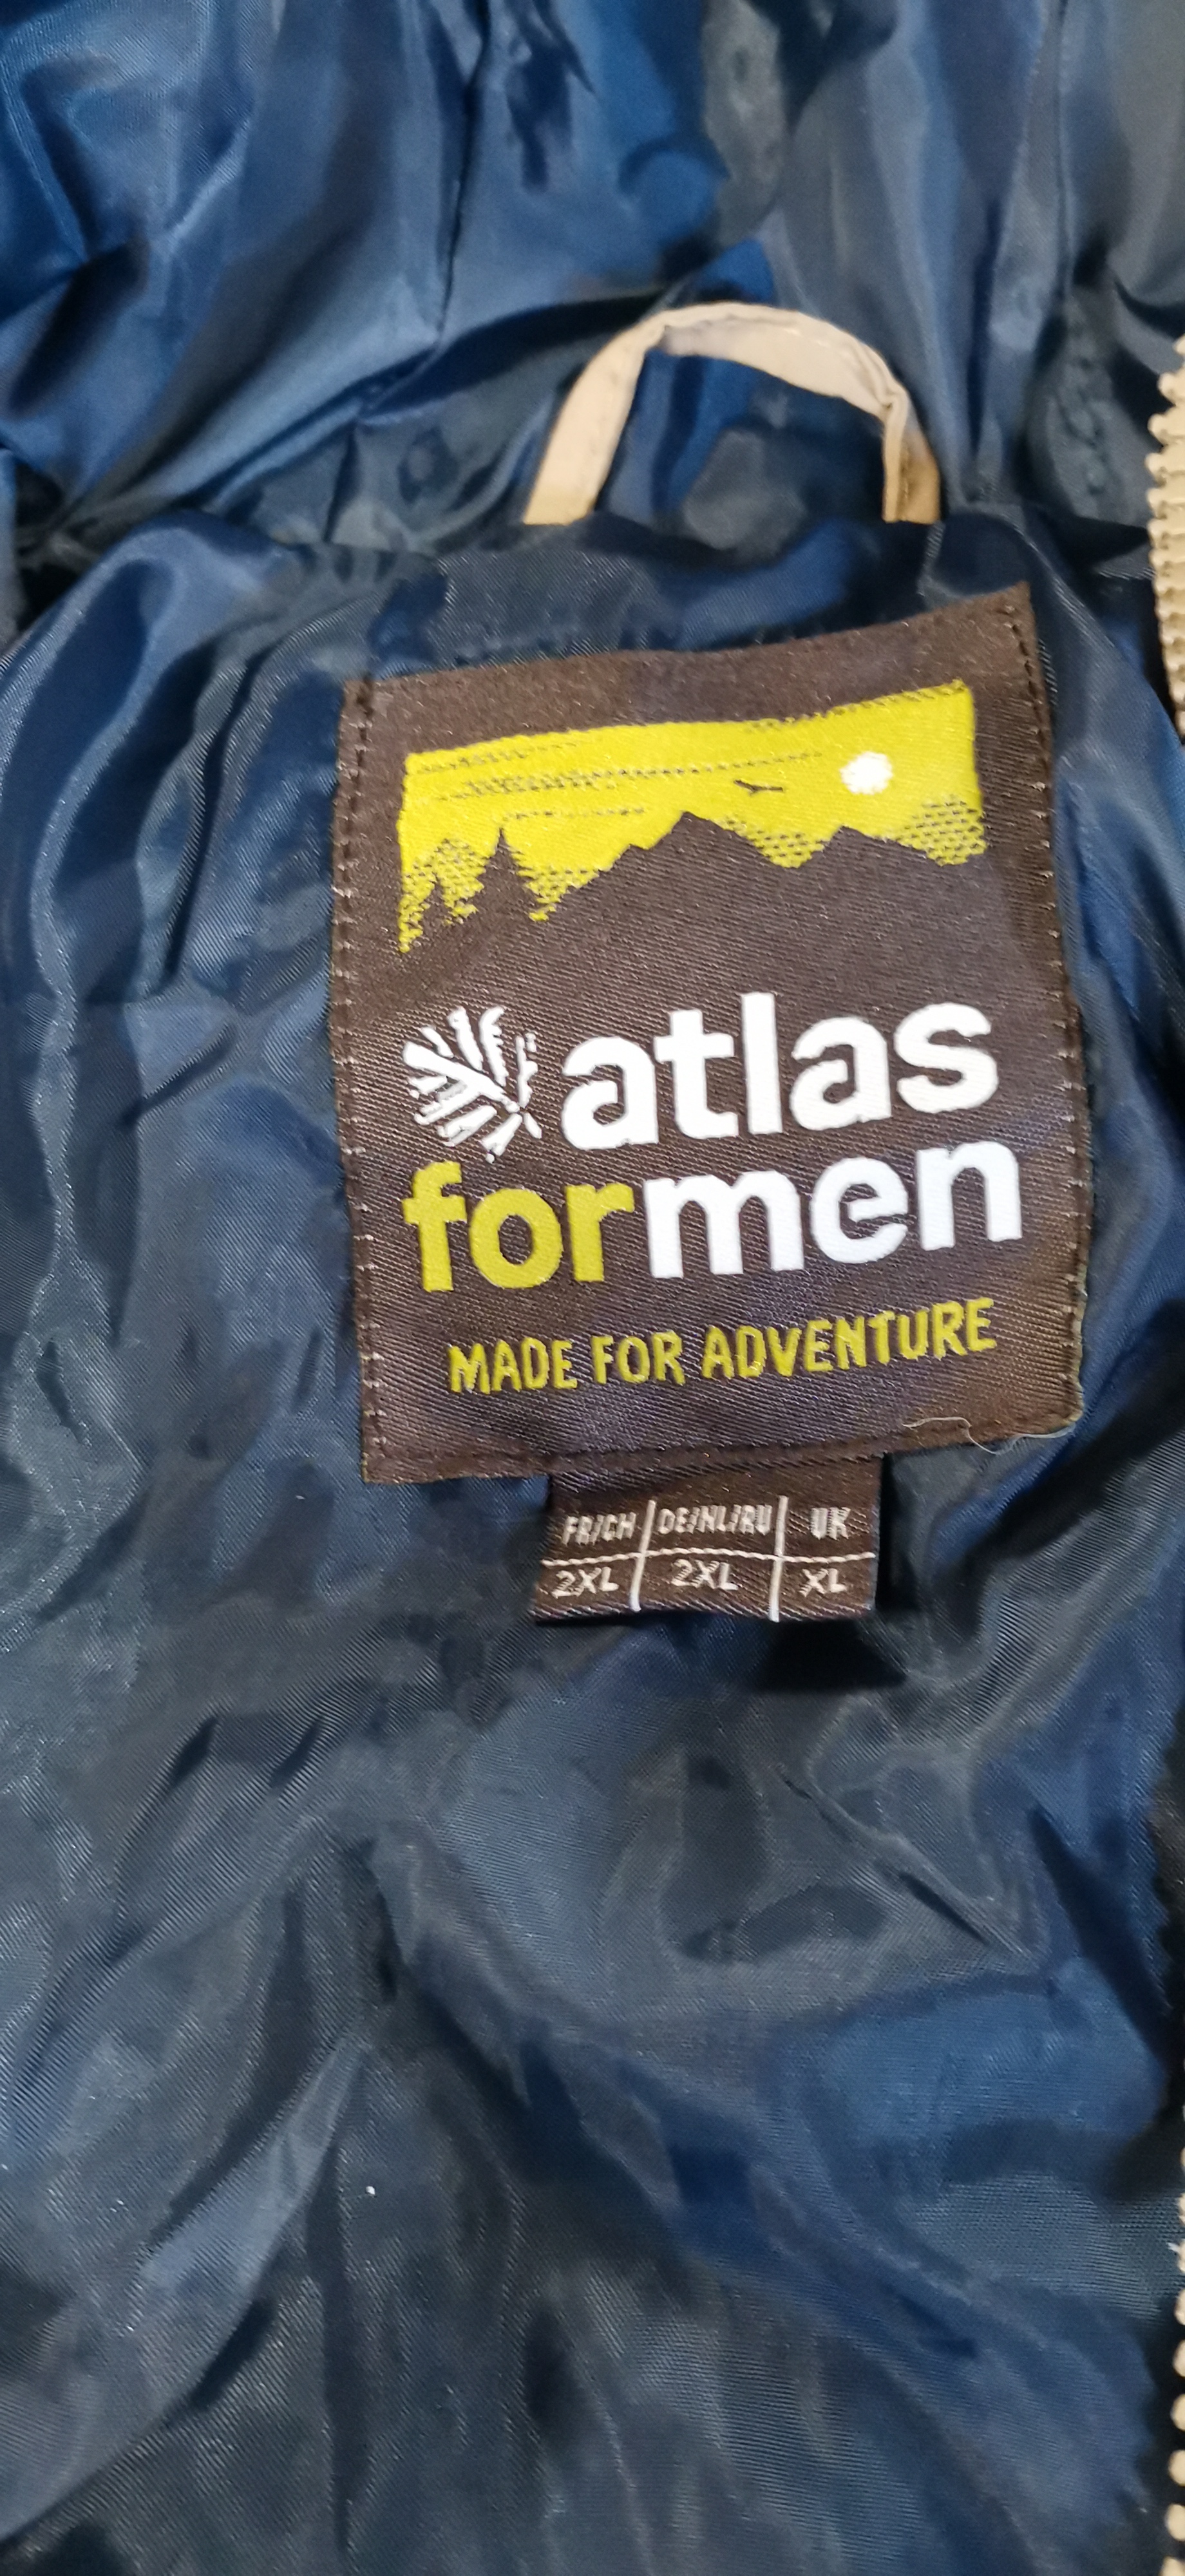 atlas
formen
MADE FOR ADVENTURE
FR/CH DE/NL/RU UK
2XL 2XL XL